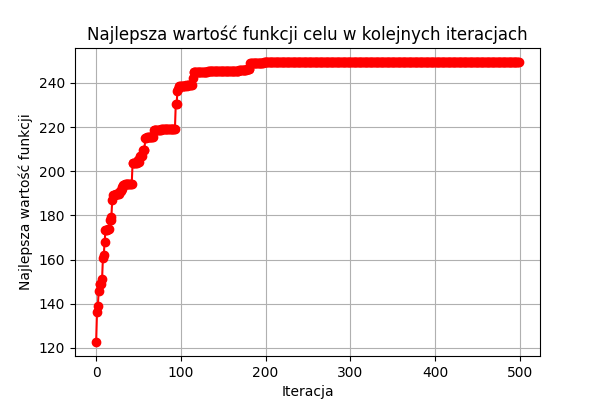 Najlepsza wartość funkcji celu w kolejnych iteracjach
Najlepsza wartość funkcji
240
220
200
180
160
140
120
0 100 200 300 400 500
Iteracja